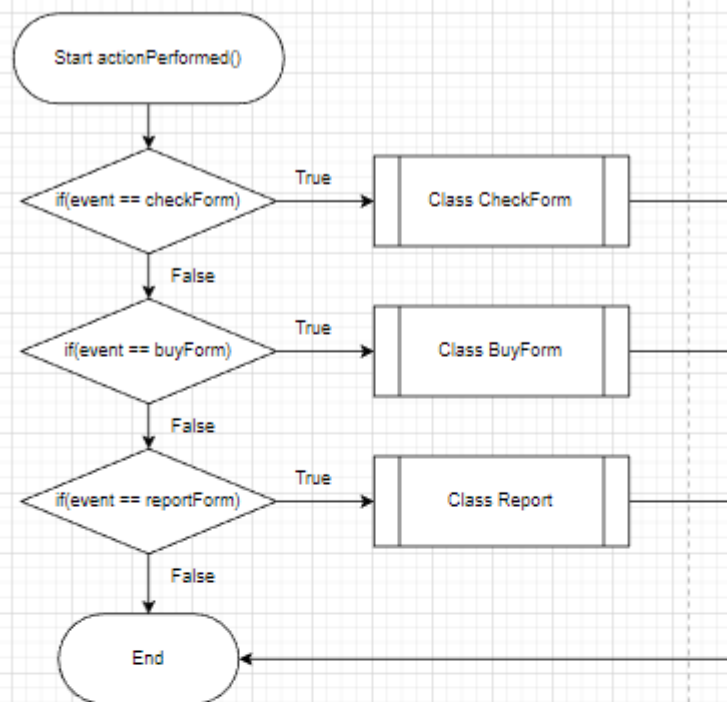 Start actionPerformed()
if(event == checkForm)
True
Class CheckForm
False
if(event == buyForm)
True
Class BuyForm
False
if(event == reportForm)
True
Class Report
False
End